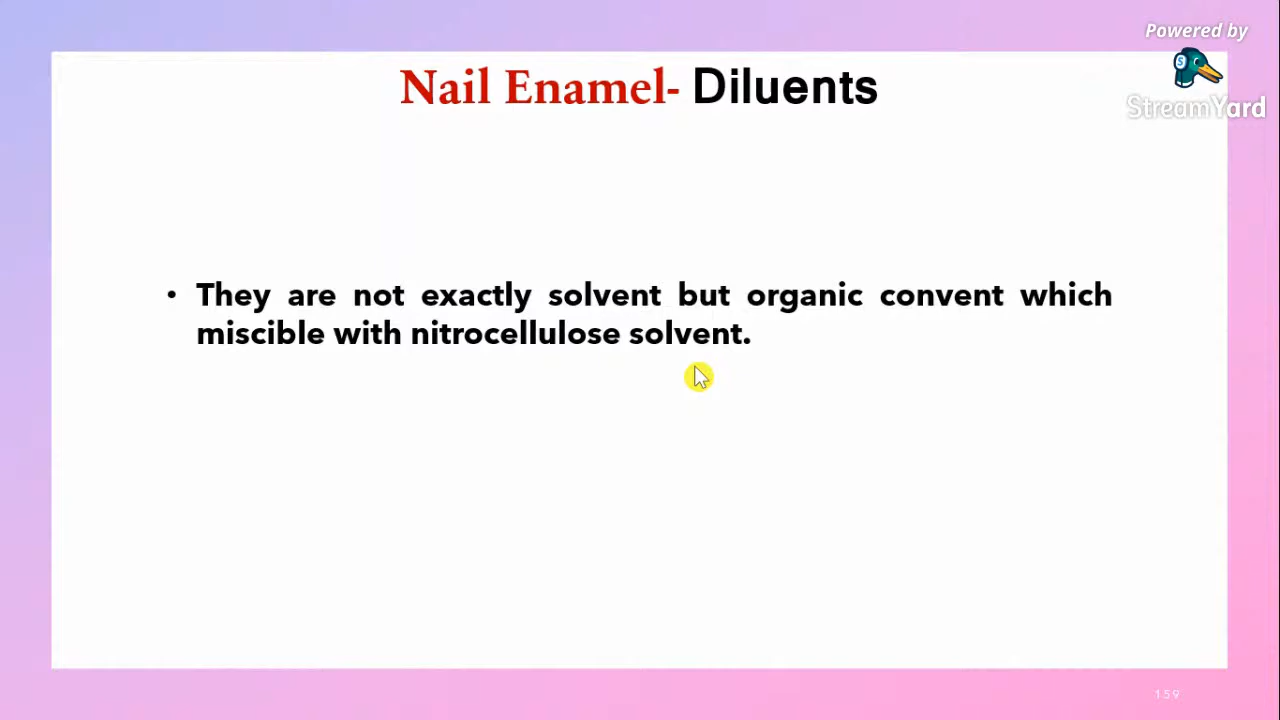 Powered by
StreamYard
Nail Enamel- Diluents
• They are not exactly solvent but organic convent which
miscible with nitrocellulose solvent.
159